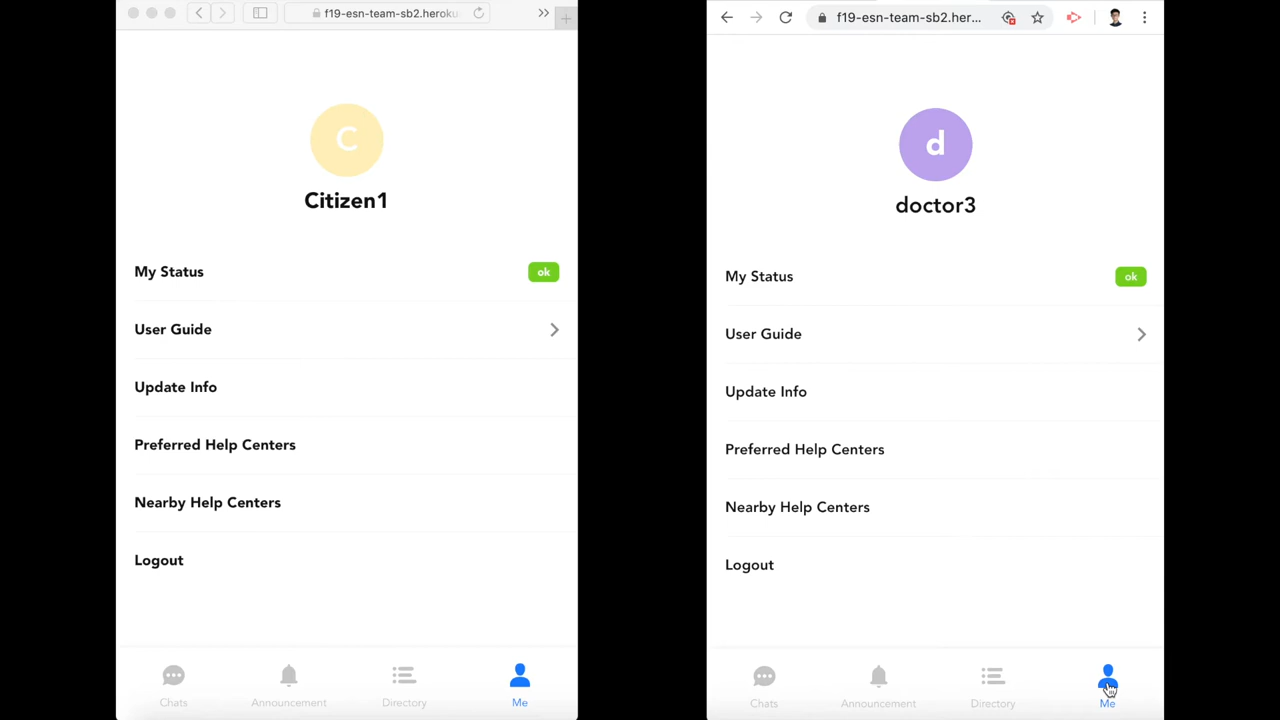 f19-esn-team-sb2.heroku
C
Citizen1
My Status
ok
User Guide
Update Info
Preferred Help Centers
Nearby Help Centers
Logout
Chats
Announcement
Directory
Me
f19-esn-team-sb2.her...
d
doctor3
My Status
ok
User Guide
Update Info
Preferred Help Centers
Nearby Help Centers
Logout
Chats
Announcement
Directory
Me